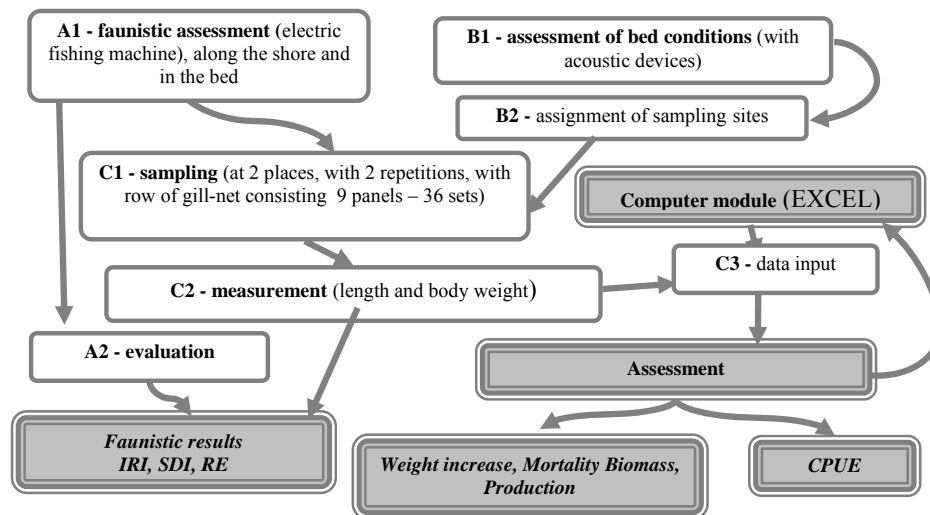 A1 - faunistic assessment (electric
fishing machine), along the shore and
in the bed
B1 - assessment of bed conditions (with
acoustic devices)
B2 - assignment of sampling sites
C1 - sampling (at 2 places, with 2 repetitions, with
row of gill-net consisting 9 panels – 36 sets)
Computer module (EXCEL)
C3 - data input
C2 - measurement (length and body weight)
A2 - evaluation
Assessment
Faunistic results
IRI, SDI, RE
Weight increase, Mortality Biomass,
Production
CPUE